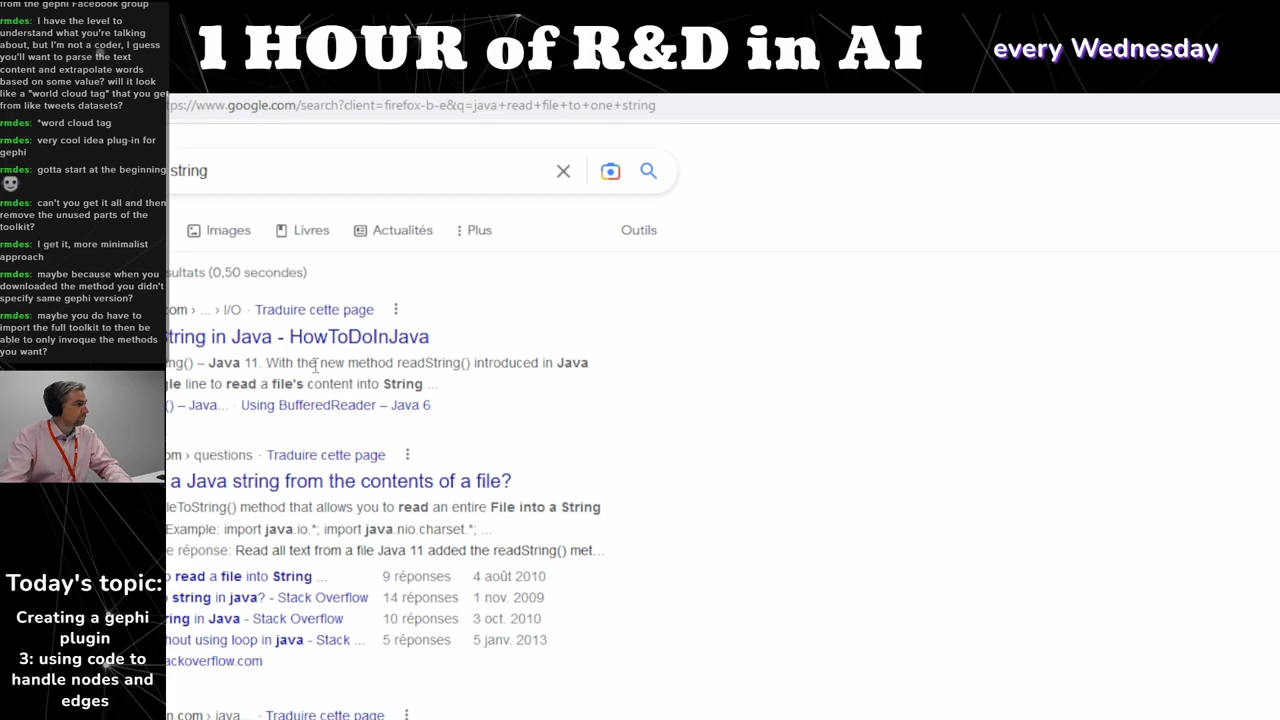 from the gephi Facebook group
rmdes: I have the level to
understand what you're talking
about, but I'm not a coder, I guess
you'll want to parse the text
content and extrapolate words
based on some value? will it look
like a "world cloud tag" that you get
from like tweets datasets?
rmdes: *word cloud tag
rmdes: very cool idea plug-in for
gephi
rmdes: gotta start at the beginning
rmdes: can't you get it all and then
remove the unused parts of the
toolkit?
rmdes: I get it, more minimalist
approach
rmdes: maybe because when you
downloaded the method you didn't
specify same gephi version?
rmdes: maybe you do have to
import the full toolkit to then be
able to only invoque the methods
you want?
Today's topic:
Creating a gephi
plugin
3: using code to
handle nodes and
edges
1 HOUR of R&D in AI
every Wednesday
tps://www.google.com/search?client=firefox-b-e&q=java+read+file+to+one+string
string
Images Livres Actualités Plus Outils
sultats (0,50 secondes)
om › ... › I/O · Traduire cette page
String in Java - HowToDoInJava
ng() – Java 11. With the new method readString() introduced in Java
gle line to read a file's content into String ...
() – Java... · Using BufferedReader – Java 6
om › questions · Traduire cette page
a Java string from the contents of a file?
leToString() method that allows you to read an entire File into a String
Example: import java.io.*; import java.nio.charset.*; ...
e réponse: Read all text from a file Java 11 added the readString() met...
o read a file into String ... 9 réponses 4 août 2010
string in java? - Stack Overflow 14 réponses 1 nov. 2009
ring in Java - Stack Overflow 10 réponses 3 oct. 2010
hout using loop in java - Stack ... 5 réponses 5 janv. 2013
ackoverflow.com
n.com › java... · Traduire cette page